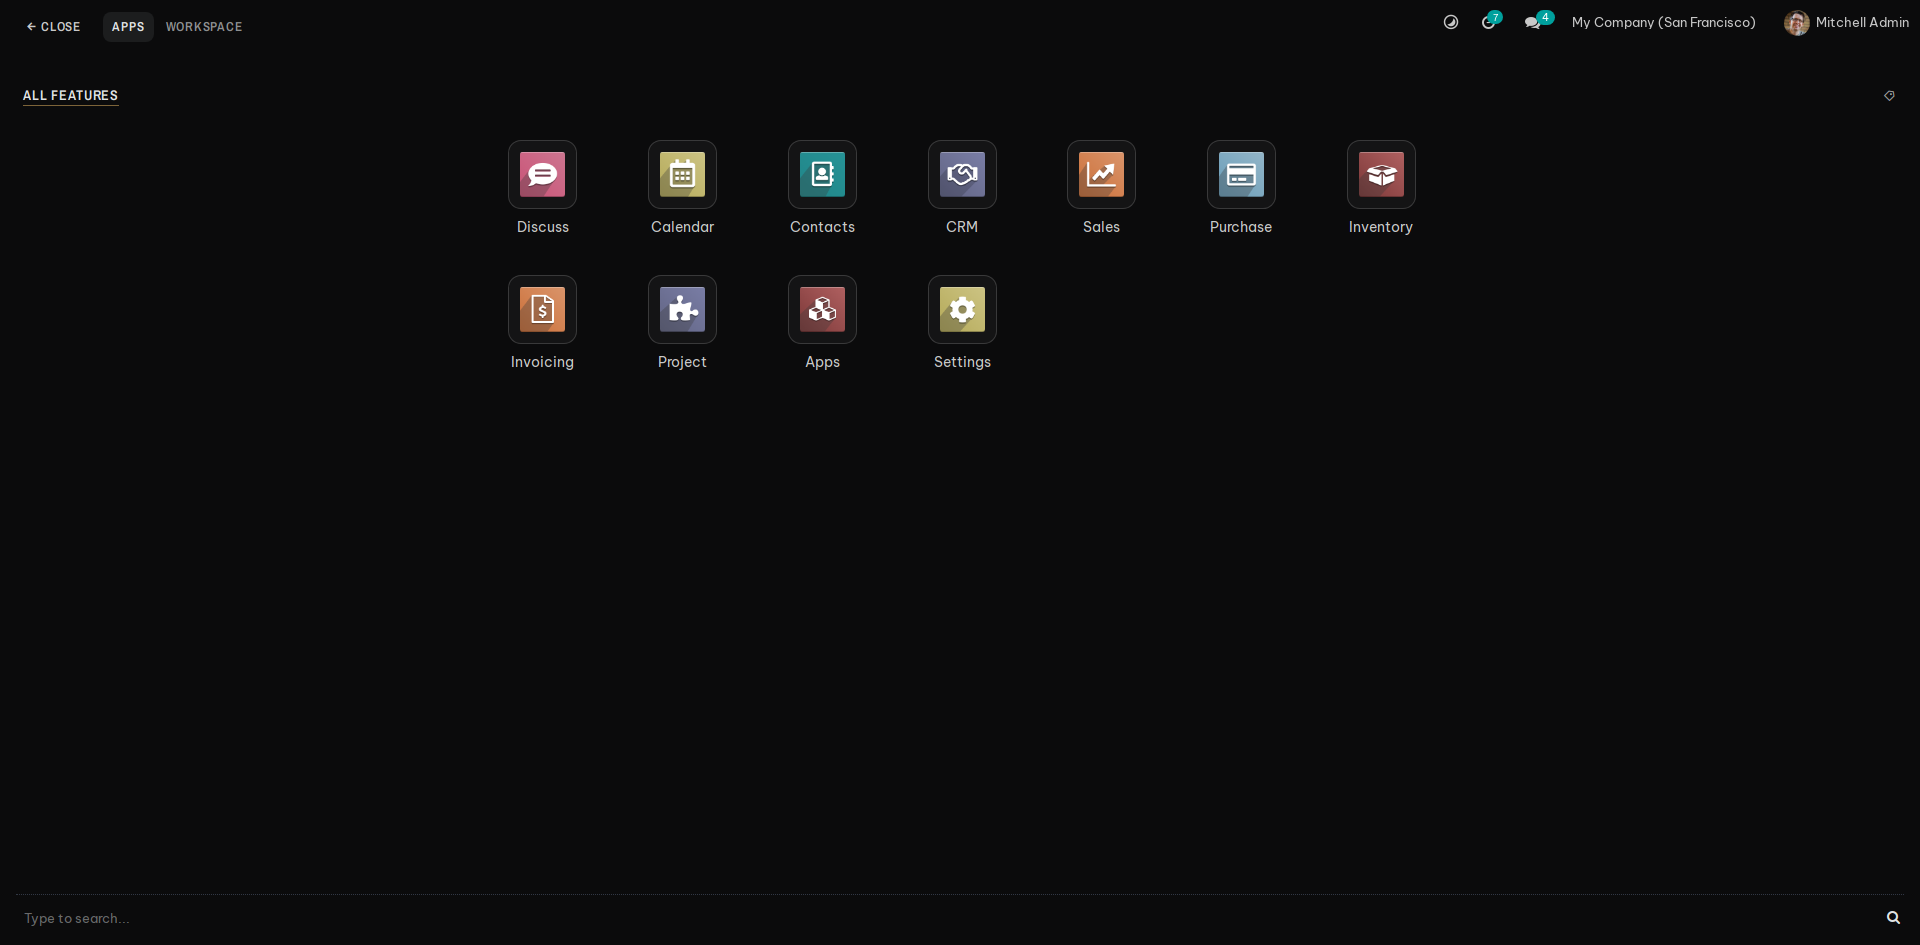 CLOSE APPS WORKSPACE 7 4 My Company (San Francisco) Mitchell Admin
ALL FEATURES
Discuss Calendar Contacts CRM Sales Purchase Inventory
Invoicing Project Apps Settings
Type to search...